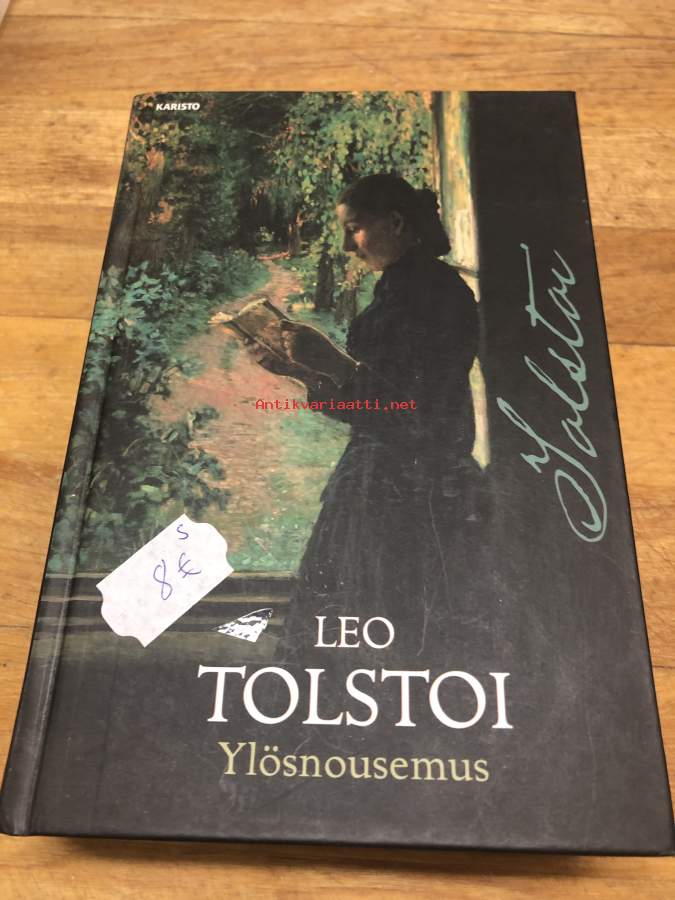 KARISTO
Tolstoi
Antikvariaatti.net
s
8 €
LEO
TOLSTOI
Ylösnousemus